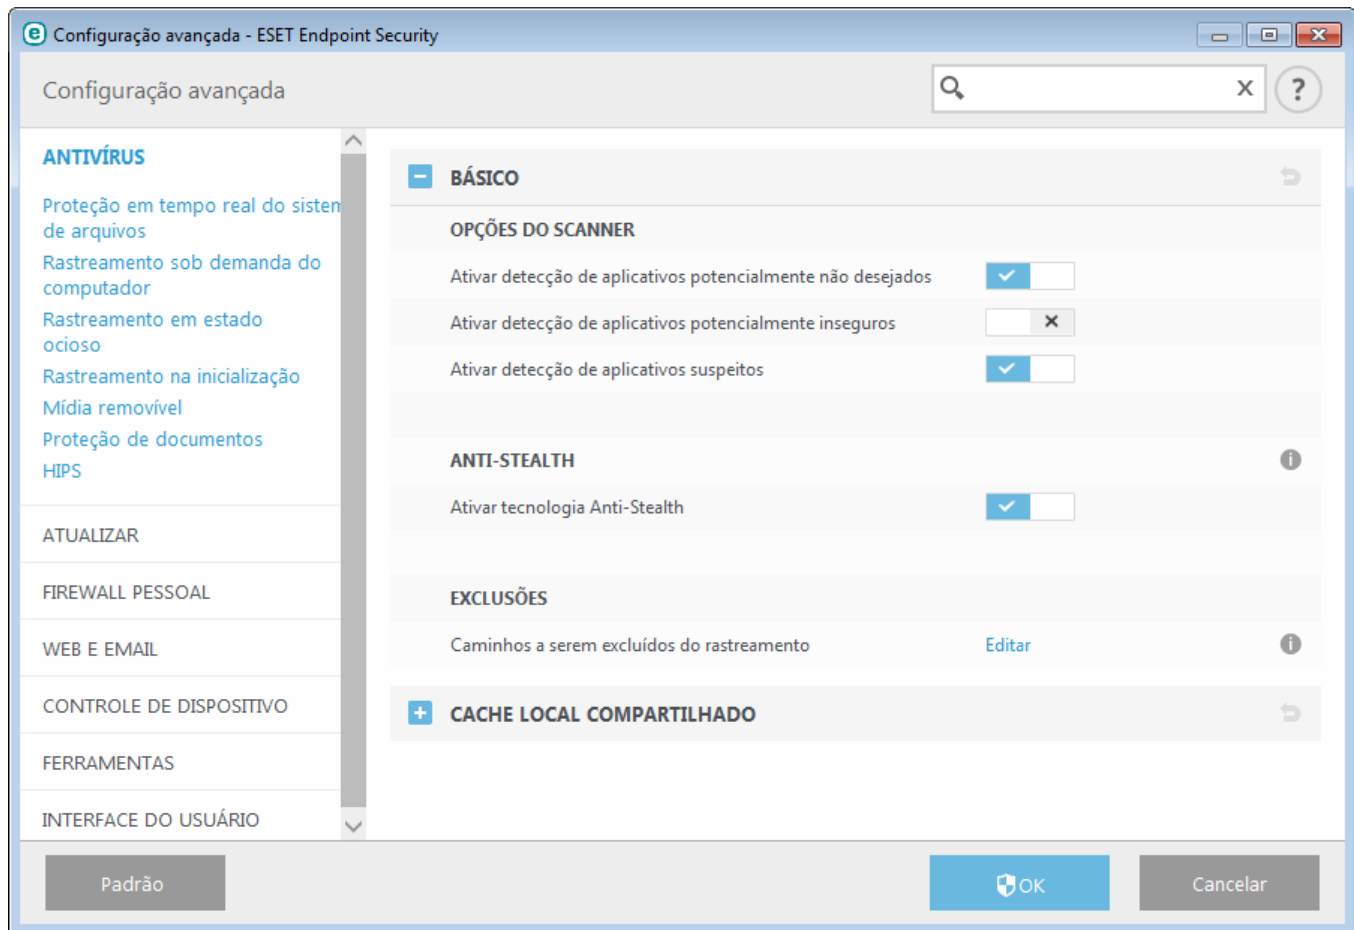 Configuração avançada - ESET Endpoint Security
Configuração avançada
x
?
ANTIVÍRUS
Proteção em tempo real do sistem
de arquivos
Rastreamento sob demanda do
computador
Rastreamento em estado
ocioso
Rastreamento na inicialização
Mídia removível
Proteção de documentos
HIPS
ATUALIZAR
FIREWALL PESSOAL
WEB E EMAIL
CONTROLE DE DISPOSITIVO
FERRAMENTAS
INTERFACE DO USUÁRIO
BÁSICO
OPÇÕES DO SCANNER
Ativar detecção de aplicativos potencialmente não desejados
Ativar detecção de aplicativos potencialmente inseguros
Ativar detecção de aplicativos suspeitos
ANTI-STEALTH
Ativar tecnologia Anti-Stealth
EXCLUSÕES
Caminhos a serem excluídos do rastreamento Editar
CACHE LOCAL COMPARTILHADO
Padrão
OK
Cancelar